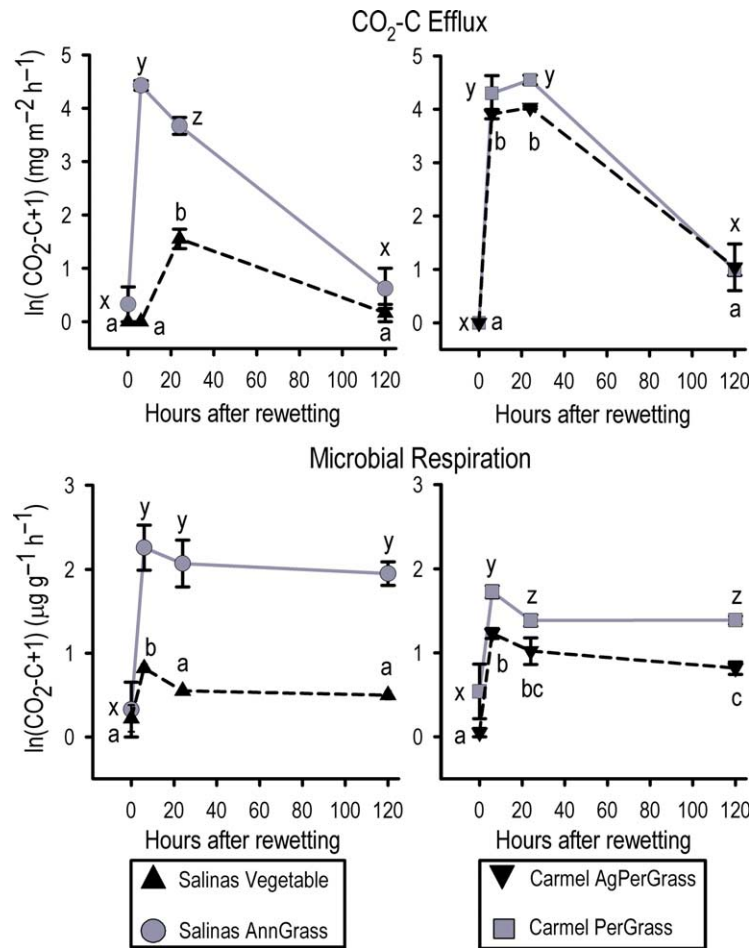 CO₂-C Efflux
ln( CO₂-C+1) (mg m⁻² h⁻¹)
5
4
3
2
1
0
y
z
b
x
x
a
a
a
0 20 40 60 80 100 120
Hours after rewetting
5
4
3
2
1
0
y
y
b
b
x
x
a
a
0 20 40 60 80 100 120
Hours after rewetting
Microbial Respiration
ln(CO₂-C+1) (μg g⁻¹ h⁻¹)
3
2
1
0
y
y
y
b
a
a
x
a
0 20 40 60 80 100 120
Hours after rewetting
3
2
1
0
y
z
z
x
b
bc
c
a
0 20 40 60 80 100 120
Hours after rewetting
Salinas Vegetable
Salinas AnnGrass
Carmel AgPerGrass
Carmel PerGrass